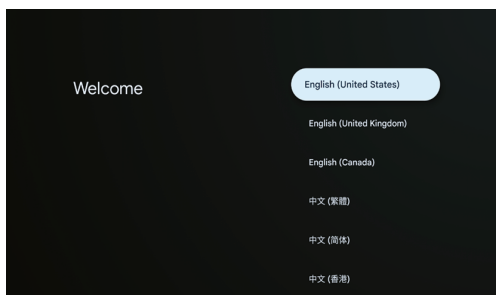 Welcome
English (United States)
English (United Kingdom)
English (Canada)
中文 (繁體)
中文 (简体)
中文 (香港)